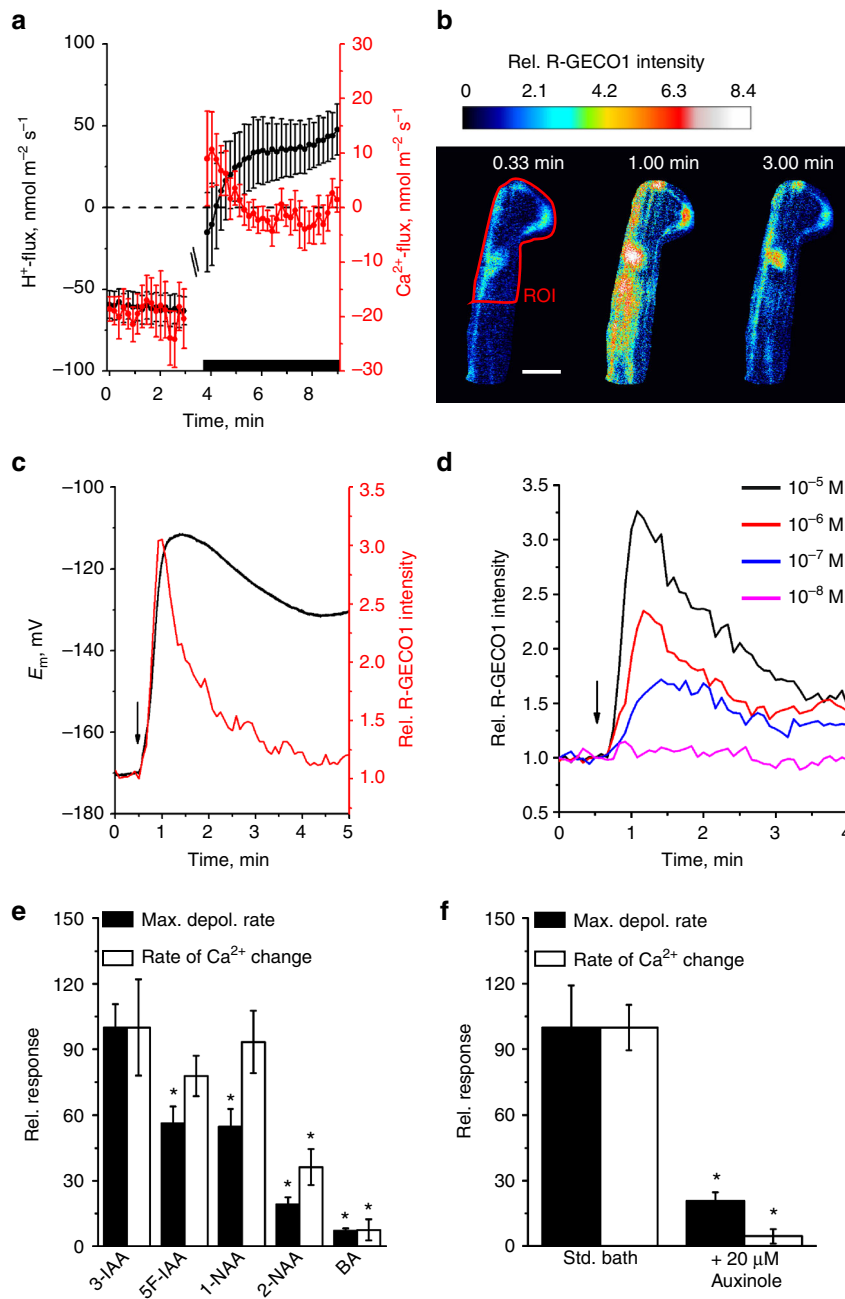 a
100
50
0
−50
−100
H⁺-flux, nmol m⁻² s⁻¹
30
20
10
0
−10
−20
−30
Ca²⁺-flux, nmol m⁻² s⁻¹
0 2 4 6 8
Time, min
b
Rel. R-GECO1 intensity
0 2.1 4.2 6.3 8.4
0.33 min 1.00 min 3.00 min
ROI
c
−100
−120
−140
−160
−180
Eₘ, mV
3.5
3.0
2.5
2.0
1.5
1.0
Rel. R-GECO1 intensity
0 1 2 3 4 5
Time, min
d
3.5
3.0
2.5
2.0
1.5
1.0
0.5
Rel. R-GECO1 intensity
10⁻⁵ M
10⁻⁶ M
10⁻⁷ M
10⁻⁸ M
0 1 2 3 4
Time, min
e
150
120
90
60
30
0
Rel. response
Max. depol. rate
Rate of Ca²⁺ change
* * * * * *
3-IAA 5F-IAA 1-NAA 2-NAA BA
f
150
120
90
60
30
0
Rel. response
Max. depol. rate
Rate of Ca²⁺ change
* *
Std. bath + 20 μM
Auxinole